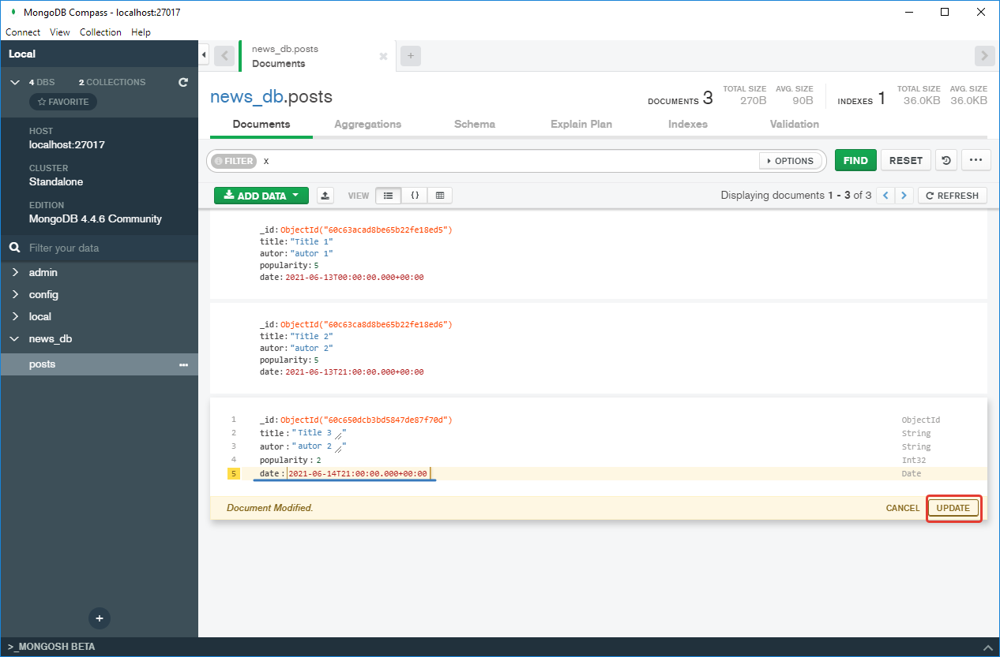 MongoDB Compass - localhost:27017
Connect View Collection Help
Local
4 DBS 2 COLLECTIONS
FAVORITE
HOST
localhost:27017
CLUSTER
Standalone
EDITION
MongoDB 4.4.6 Community
Filter your data
admin
config
local
news_db
posts
>_MONGOSH BETA
news_db.posts
Documents
news_db.posts
DOCUMENTS 3 TOTAL SIZE 270B AVG. SIZE 90B INDEXES 1 TOTAL SIZE 36.0KB AVG. SIZE 36.0KB
Documents Aggregations Schema Explain Plan Indexes Validation
FILTER x OPTIONS FIND RESET
ADD DATA VIEW {} Displaying documents 1 - 3 of 3 REFRESH
_id:ObjectId("60c63acad8be65b22fe18ed5")
title:"Title 1"
autor:"autor 1"
popularity:5
date:2021-06-13T00:00:00.000+00:00
_id:ObjectId("60c63ca8d8be65b22fe18ed6")
title:"Title 2"
autor:"autor 2"
popularity:5
date:2021-06-13T21:00:00.000+00:00
1 _id:ObjectId("60c650dcb3bd5847de87f70d") ObjectId
2 title:"Title 3" String
3 autor:"autor 2" String
4 popularity:2 Int32
5 date:2021-06-14T21:00:00.000+00:00 Date
Document Modified. CANCEL UPDATE